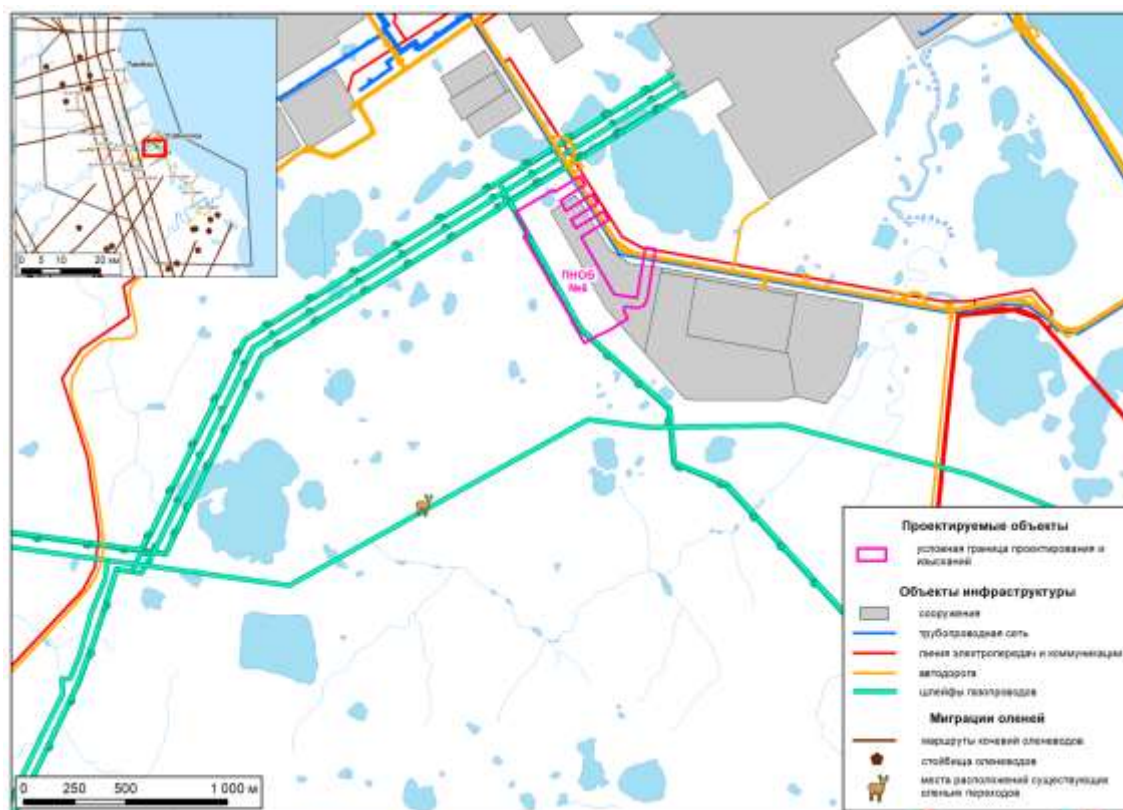 0 5 10 20 км
ПНОБ
№6
Проектируемые объекты
условная граница проектирования и
изысканий
Объекты инфраструктуры
сооружения
трубопроводная сеть
линия электропередач и коммуникации
автодорога
шлейфы газопроводов
Миграции оленей
маршруты кочевий оленеводов
стойбища оленеводов
места расположений существующих
оленьих переходов
0 250 500 1 000 м